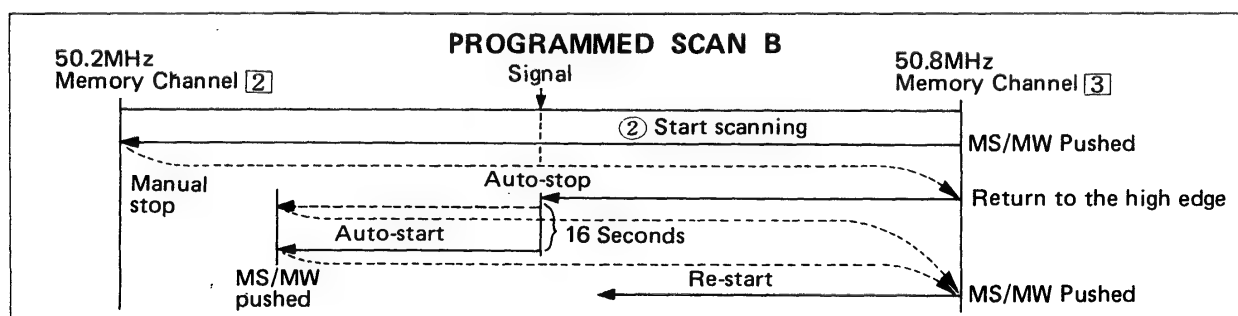 PROGRAMMED SCAN B
50.2MHz
Memory Channel 2
Signal
50.8MHz
Memory Channel 3
② Start scanning
MS/MW Pushed
Manual
stop
Auto-stop
Return to the high edge
Auto-start
16 Seconds
MS/MW
pushed
Re-start
MS/MW Pushed